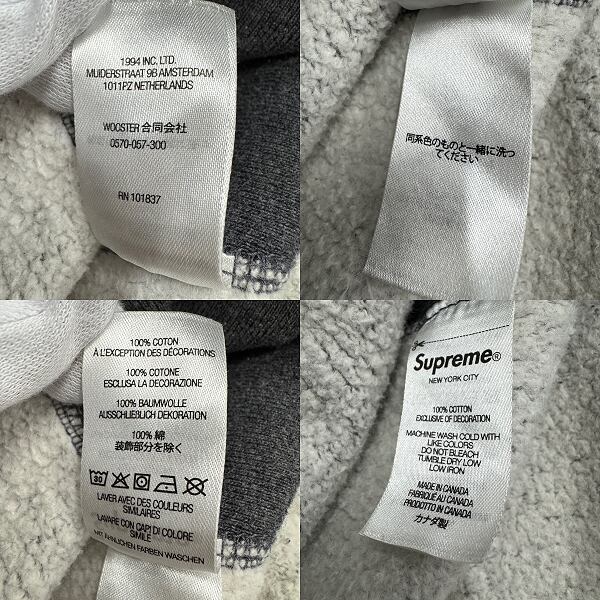 1994 INC. LTD.
MUIDERSTRAAT 9B AMSTERDAM
1011PZ NETHERLANDS
WOOSTER 合同会社
0570-057-300
RN 101837
同系色のものと一緒に洗っ
てください
100% COTON
À L'EXCEPTION DES DÉCORATIONS
100% COTONE
ESCLUSA LA DECORAZIONE
100% BAUMWOLLE
AUSSCHLIEßLICH DEKORATION
100% 綿
装飾部分を除く
30
LAVER AVEC DES COULEURS
SIMILAIRES
LAVARE CON CAPI DI COLORE
SIMILE
MIT ÄHNLICHEN FARBEN WASCHEN
Supreme®
NEW YORK CITY
100% COTTON
EXCLUSIVE OF DECORATION
MACHINE WASH COLD WITH
LIKE COLORS
DO NOT BLEACH
TUMBLE DRY LOW
LOW IRON
MADE IN CANADA
FABRIQUÉ AU CANADA
PRODOTTO IN CANADA
カナダ製